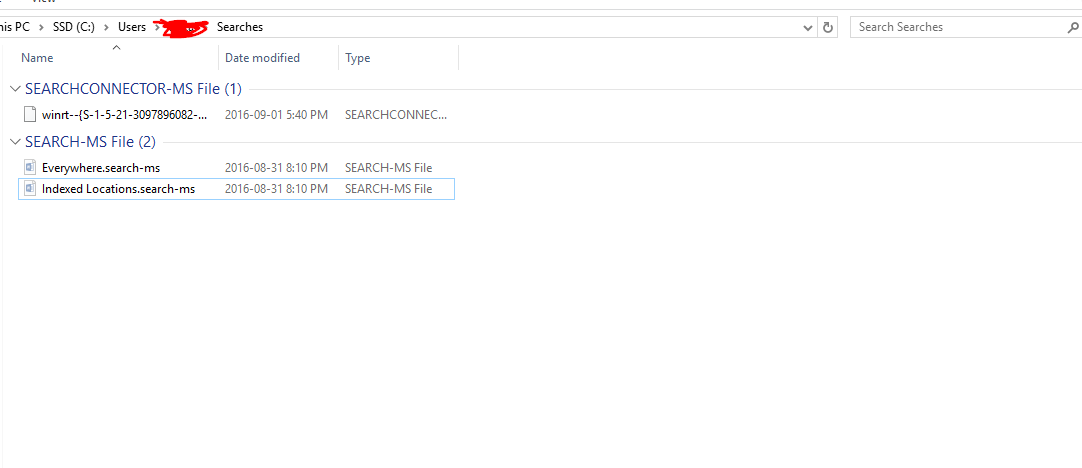 his PC > SSD (C:) > Users > Searches
Search Searches
Name Date modified Type
SEARCHCONNECTOR-MS File (1)
winrt--{S-1-5-21-3097896082-... 2016-09-01 5:40 PM SEARCHCONNEC...
SEARCH-MS File (2)
Everywhere.search-ms 2016-08-31 8:10 PM SEARCH-MS File
Indexed Locations.search-ms 2016-08-31 8:10 PM SEARCH-MS File